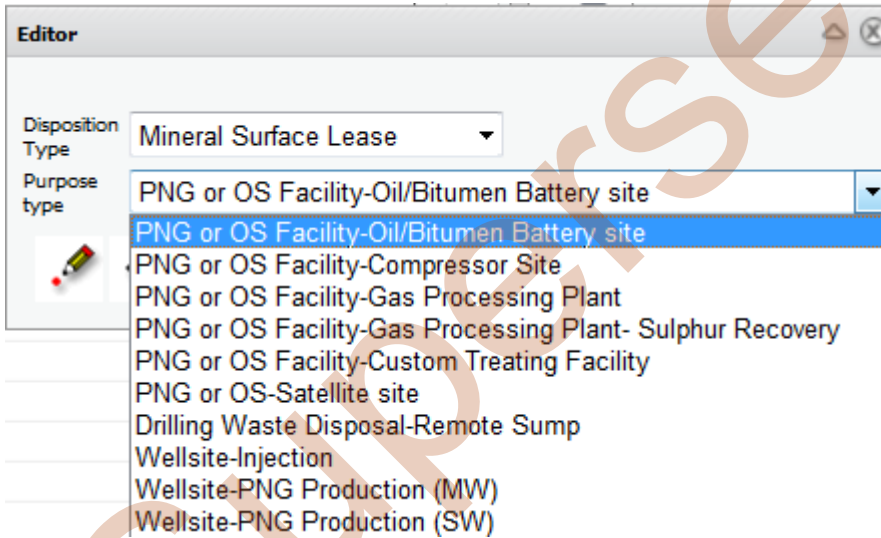 Editor
Disposition Type
Mineral Surface Lease
Purpose type
PNG or OS Facility-Oil/Bitumen Battery site
PNG or OS Facility-Oil/Bitumen Battery site
PNG or OS Facility-Compressor Site
PNG or OS Facility-Gas Processing Plant
PNG or OS Facility-Gas Processing Plant- Sulphur Recovery
PNG or OS Facility-Custom Treating Facility
PNG or OS-Satellite site
Drilling Waste Disposal-Remote Sump
Wellsite-Injection
Wellsite-PNG Production (MW)
Wellsite-PNG Production (SW)